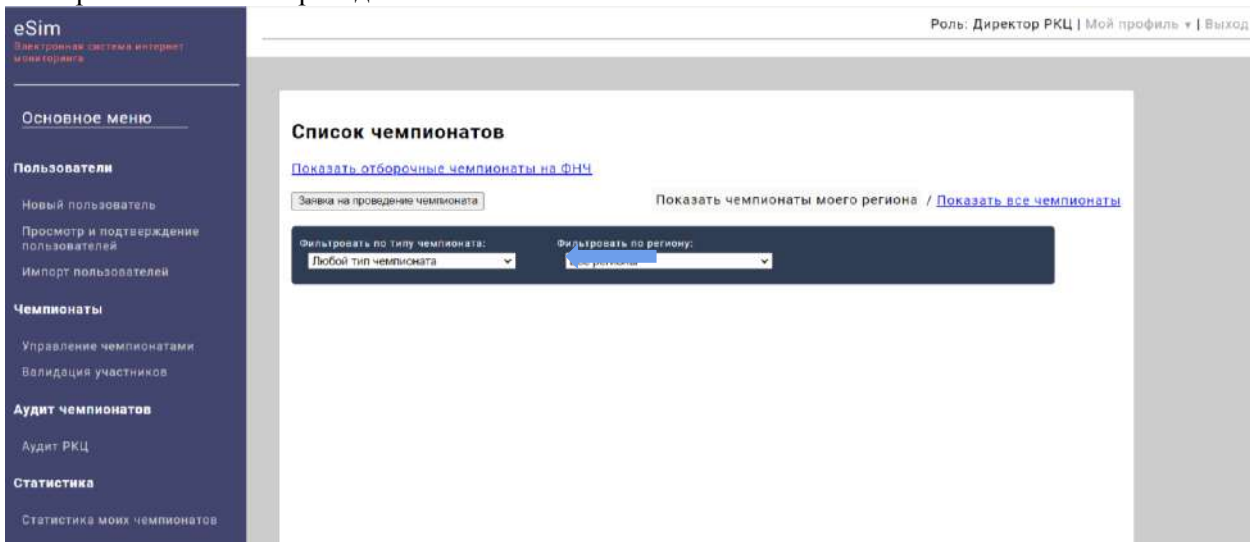 eSim
Электронная система интернет
мониторинга
Роль: Директор РКЦ | Мой профиль ▾ | Выход
Основное меню
Пользователи
Новый пользователь
Просмотр и подтверждение
пользователей
Импорт пользователей
Чемпионаты
Управление чемпионатами
Валидация участников
Аудит чемпионатов
Аудит РКЦ
Статистика
Статистика моих чемпионатов
Список чемпионатов
Показать отборочные чемпионаты на ФНЧ
Заявка на проведение чемпионата
Показать чемпионаты моего региона / Показать все чемпионаты
Фильтровать по типу чемпионата:
Фильтровать по региону:
Любой тип чемпионата